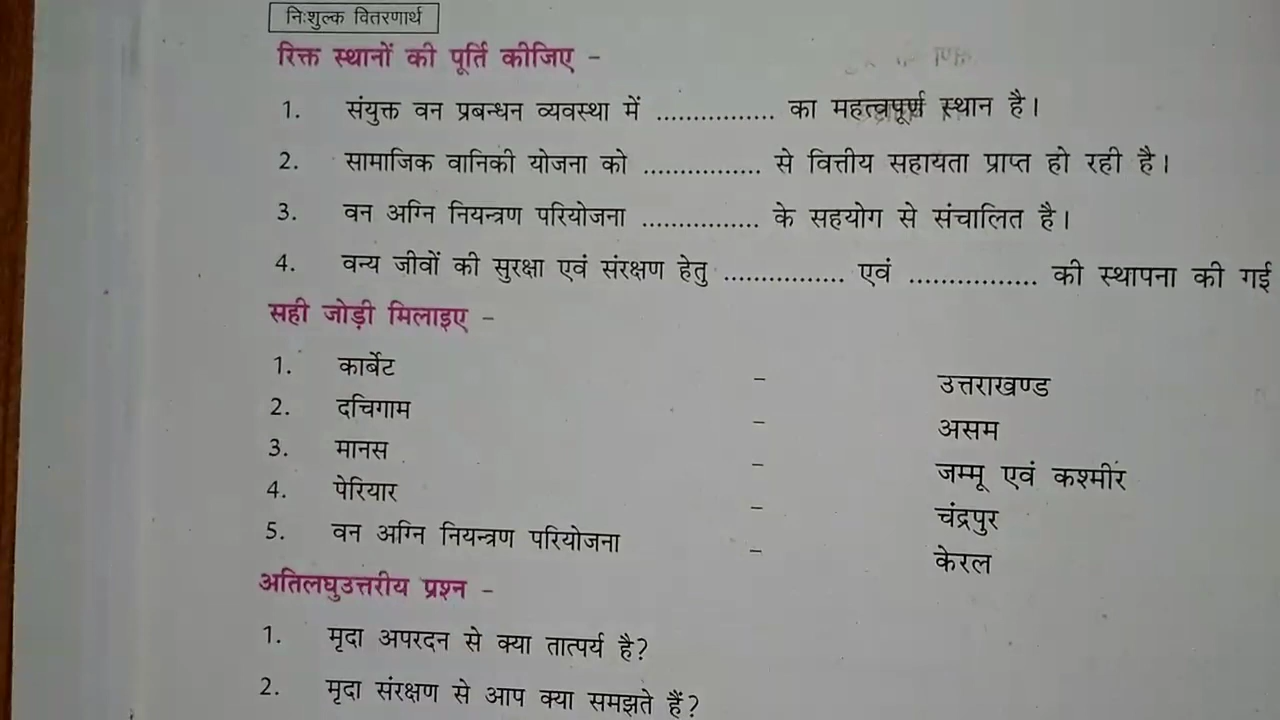 निःशुल्क वितरणार्थ
रिक्त स्थानों की पूर्ति कीजिए -
1. संयुक्त वन प्रबन्धन व्यवस्था में ................ का महत्वपूर्ण स्थान है।
2. सामाजिक वानिकी योजना को ................ से वित्तीय सहायता प्राप्त हो रही है।
3. वन अग्नि नियन्त्रण परियोजना ................ के सहयोग से संचालित है।
4. वन्य जीवों की सुरक्षा एवं संरक्षण हेतु ................ एवं ................. की स्थापना की गई
सही जोड़ी मिलाइए -
1. कार्बेट - उत्तराखण्ड
2. दचिगाम - असम
3. मानस - जम्मू एवं कश्मीर
4. पेरियार - चंद्रपुर
5. वन अग्नि नियन्त्रण परियोजना - केरल
अतिलघुउत्तरीय प्रश्न -
1. मृदा अपरदन से क्या तात्पर्य है?
2. मृदा संरक्षण से आप क्या समझते हैं?